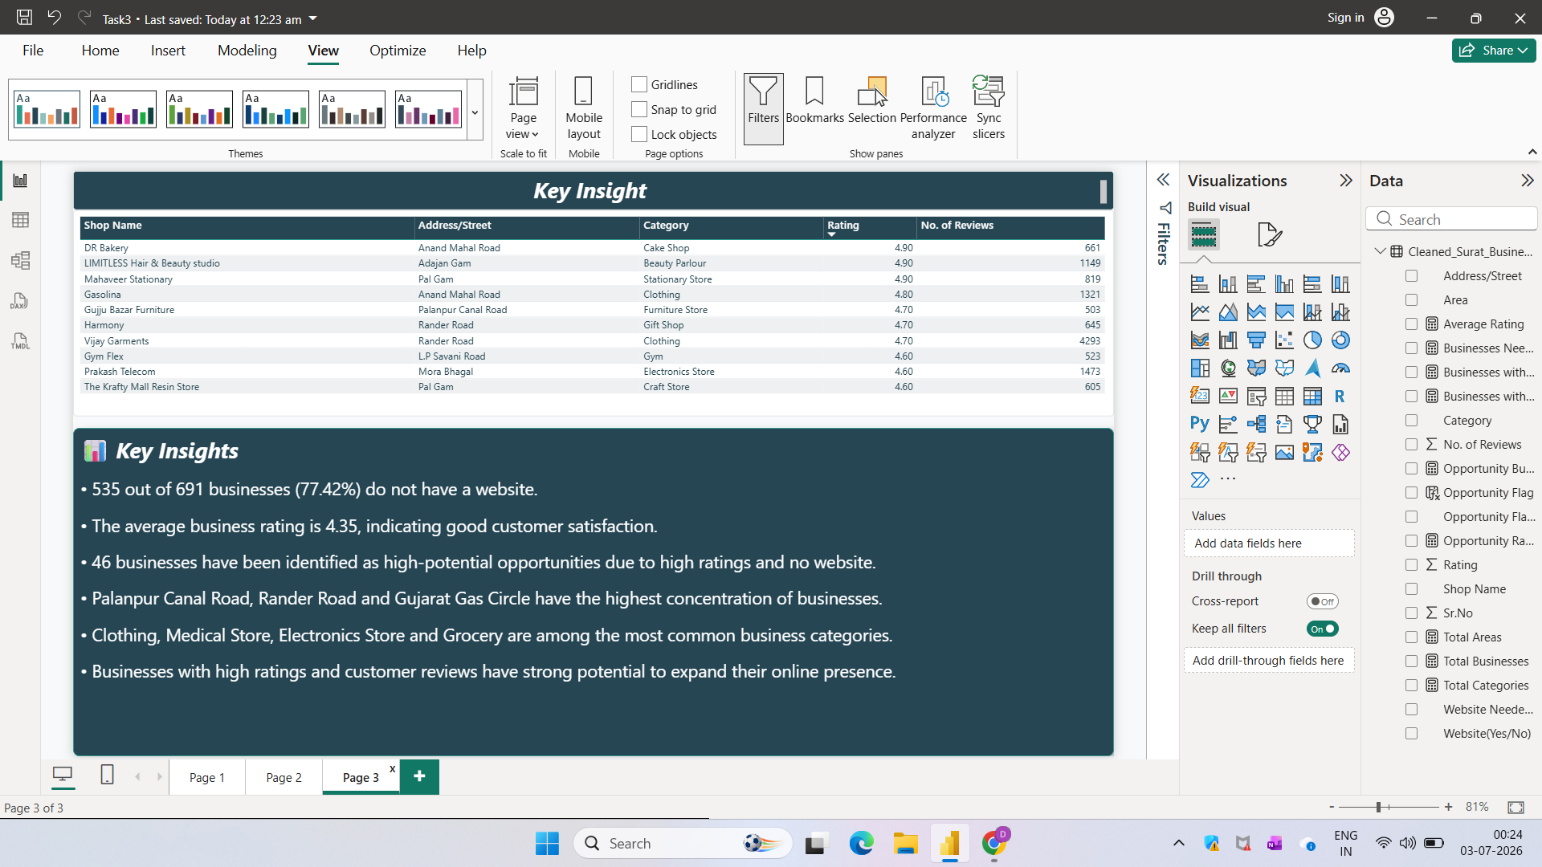 Task3 • Last saved: Today at 12:23 am
Sign in
File Home Insert Modeling View Optimize Help
Share
Aa Aa Aa Aa Aa Aa
Themes
Page view
Scale to fit
Mobile layout
Mobile
Gridlines
Snap to grid
Lock objects
Page options
Filters
Bookmarks
Selection
Performance analyzer
Sync slicers
Show panes
Key Insight
Shop Name Address/Street Category Rating No. of Reviews
DR Bakery Anand Mahal Road Cake Shop 4.90 661
LIMITLESS Hair & Beauty studio Adajan Gam Beauty Parlour 4.90 1149
Mahaveer Stationary Pal Gam Stationary Store 4.90 819
Gasolina Anand Mahal Road Clothing 4.80 1321
Gujju Bazar Furniture Palanpur Canal Road Furniture Store 4.70 503
Harmony Rander Road Gift Shop 4.70 645
Vijay Garments Rander Road Clothing 4.70 4293
Gym Flex L.P Savani Road Gym 4.60 523
Prakash Telecom Mora Bhagal Electronics Store 4.60 1473
The Krafty Mall Resin Store Pal Gam Craft Store 4.60 605
Key Insights
• 535 out of 691 businesses (77.42%) do not have a website.
• The average business rating is 4.35, indicating good customer satisfaction.
• 46 businesses have been identified as high-potential opportunities due to high ratings and no website.
• Palanpur Canal Road, Rander Road and Gujarat Gas Circle have the highest concentration of businesses.
• Clothing, Medical Store, Electronics Store and Grocery are among the most common business categories.
• Businesses with high ratings and customer reviews have strong potential to expand their online presence.
Filters
Visualizations
Build visual
123
R
Py
Values
Add data fields here
Drill through
Cross-report Off
Keep all filters On
Add drill-through fields here
Data
Search
Cleaned_Surat_Busine...
Address/Street
Area
Average Rating
Businesses Nee...
Businesses with...
Businesses with...
Category
No. of Reviews
Opportunity Bu...
Opportunity Flag
Opportunity Fla...
Opportunity Ra...
Rating
Shop Name
Sr.No
Total Areas
Total Businesses
Total Categories
Website Neede...
Website(Yes/No)
DAX
TMDL
Page 1 Page 2 Page 3 x +
Page 3 of 3
- + 81%
Search
D
ENG
IN
00:24
03-07-2026